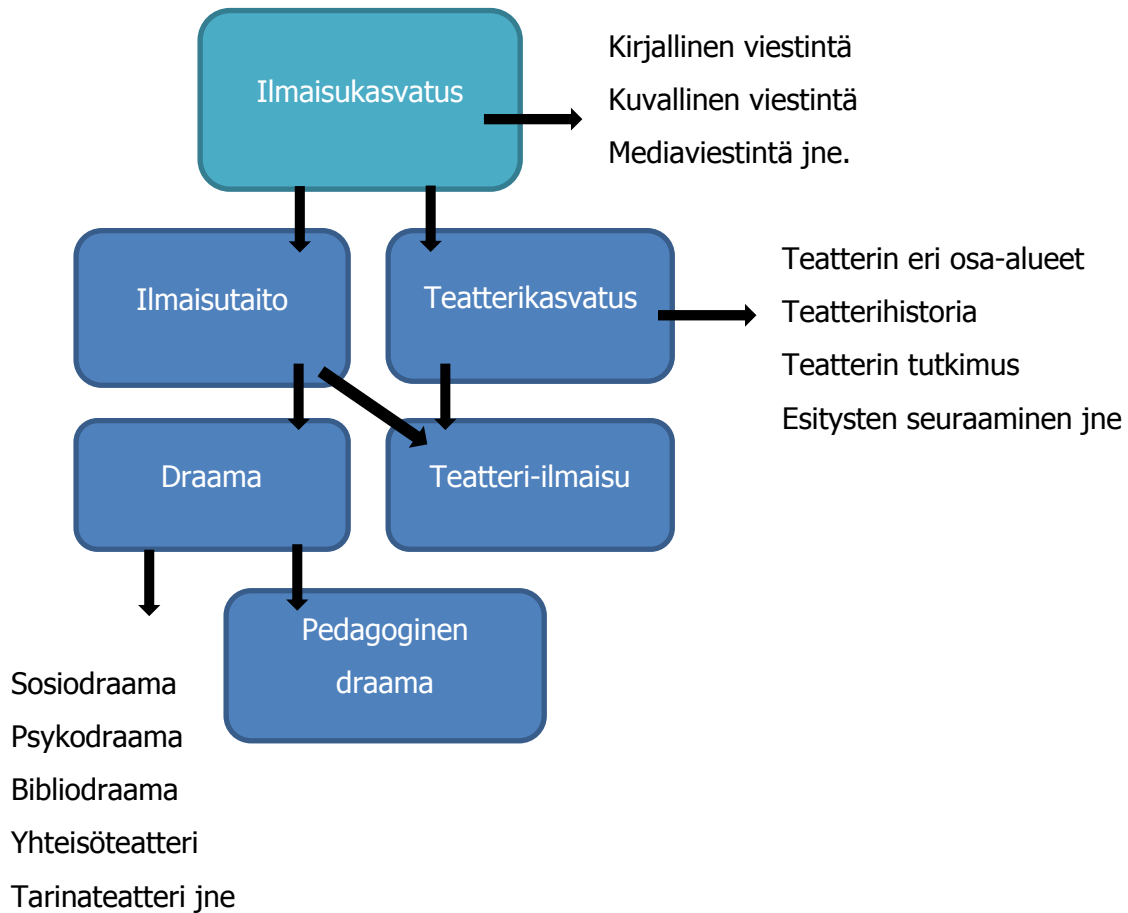 Ilmaisukasvatus
Kirjallinen viestintä
Kuvallinen viestintä
Mediaviestintä jne.
Ilmaisutaito
Teatterikasvatus
Teatterin eri osa-alueet
Teatterihistoria
Teatterin tutkimus
Esitysten seuraaminen jne
Draama
Teatteri-ilmaisu
Pedagoginen
draama
Sosiodraama
Psykodraama
Bibliodraama
Yhteisöteatteri
Tarinateatteri jne